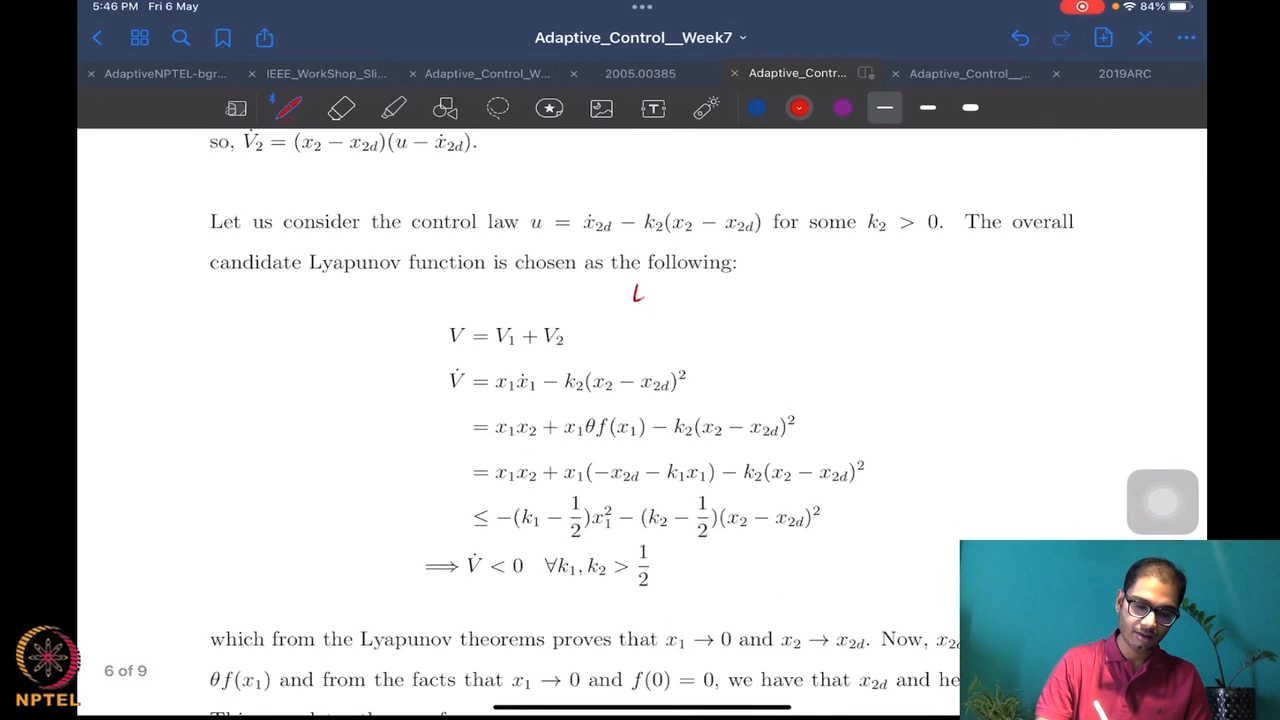 5:46 PM Fri 6 May
84%
Adaptive_Control__Week7
AdaptiveNPTEL-bgr...
IEEE_WorkShop_Sli...
Adaptive_Control_W...
2005.00385
Adaptive_Contr...
Adaptive_Control__...
2019ARC
so, V̇₂ = (x₂ − x₂d)(u − ẋ₂d).
Let us consider the control law u = ẋ₂d − k₂(x₂ − x₂d) for some k₂ > 0. The overall
candidate Lyapunov function is chosen as the following:
V = V₁ + V₂
V̇ = x₁ẋ₁ − k₂(x₂ − x₂d)²
= x₁x₂ + x₁θf(x₁) − k₂(x₂ − x₂d)²
= x₁x₂ + x₁(−x₂d − k₁x₁) − k₂(x₂ − x₂d)²
≤ −(k₁ − 1/2)x₁² − (k₂ − 1/2)(x₂ − x₂d)²
⟹ V̇ < 0 ∀k₁, k₂ > 1/2
which from the Lyapunov theorems proves that x₁ → 0 and x₂ → x₂d. Now,
θf(x₁) and from the facts that x₁ → 0 and f(0) = 0, we have that x₂d and
6 of 9
NPTEL